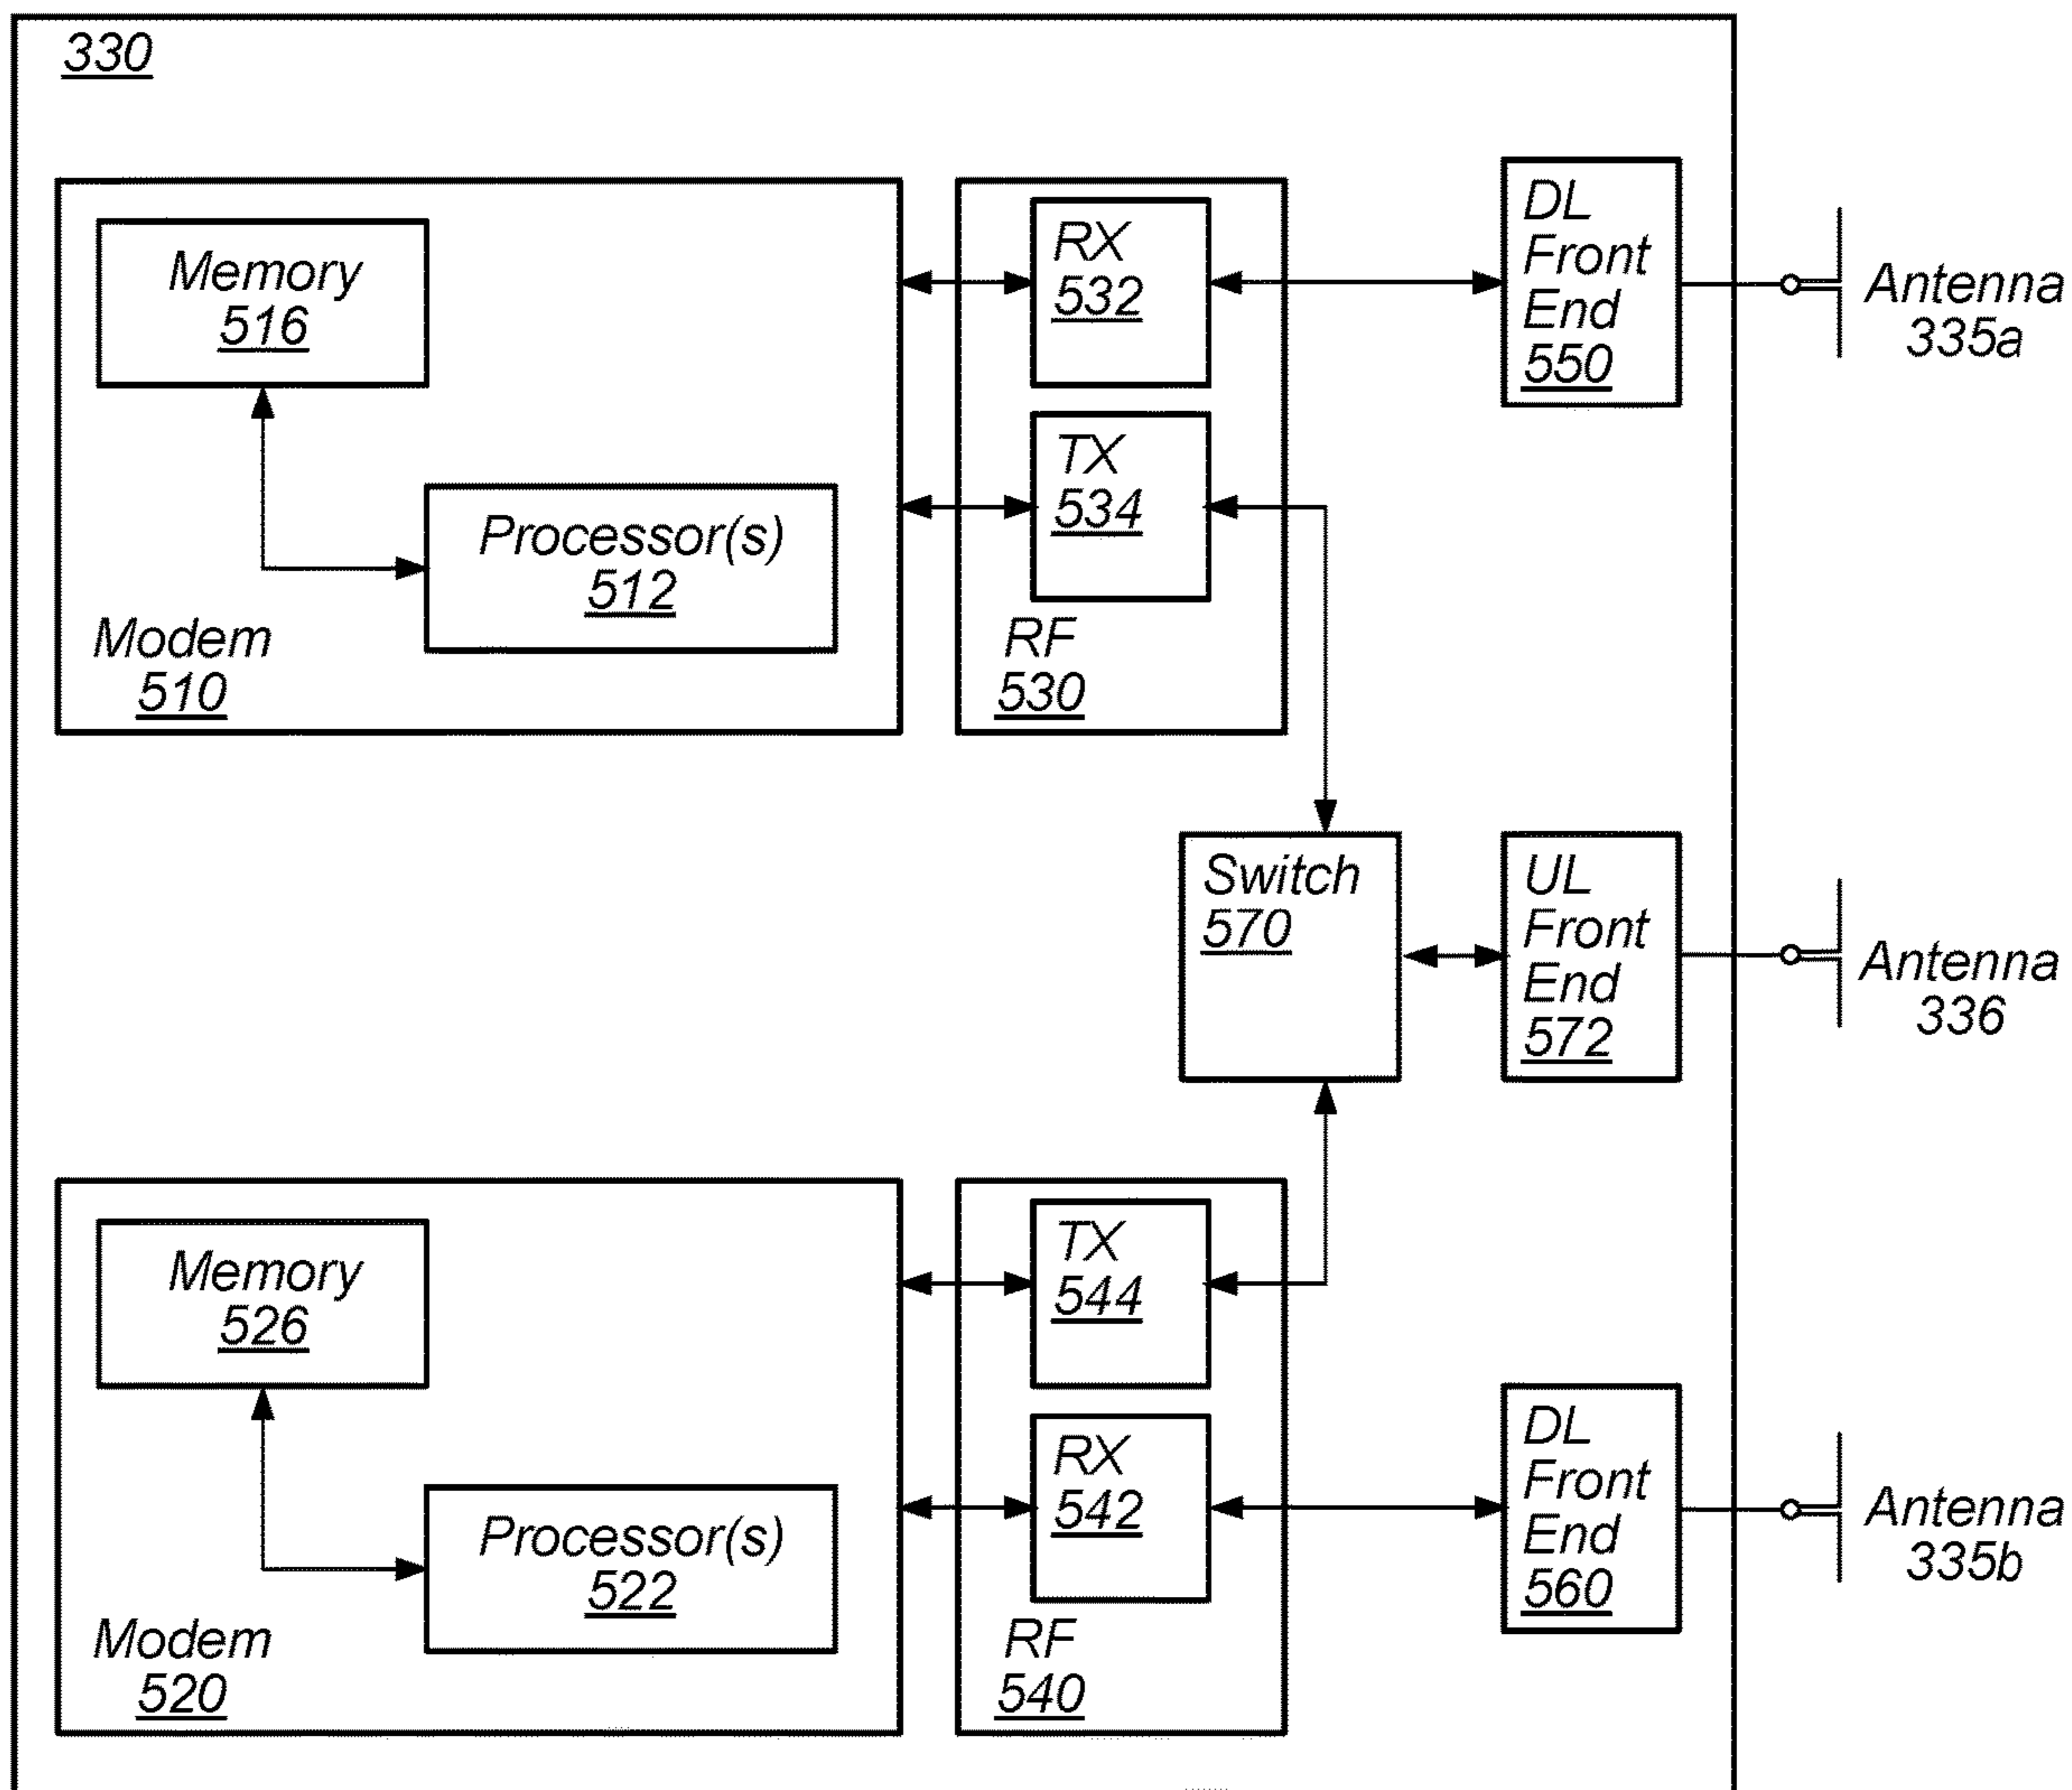 330
Memory
516
Processor(s)
512
Modem
510
RX
532
TX
534
RF
530
DL
Front
End
550
Antenna
335a
Switch
570
UL
Front
End
572
Antenna
336
Memory
526
Processor(s)
522
Modem
520
TX
544
RX
542
RF
540
DL
Front
End
560
Antenna
335b